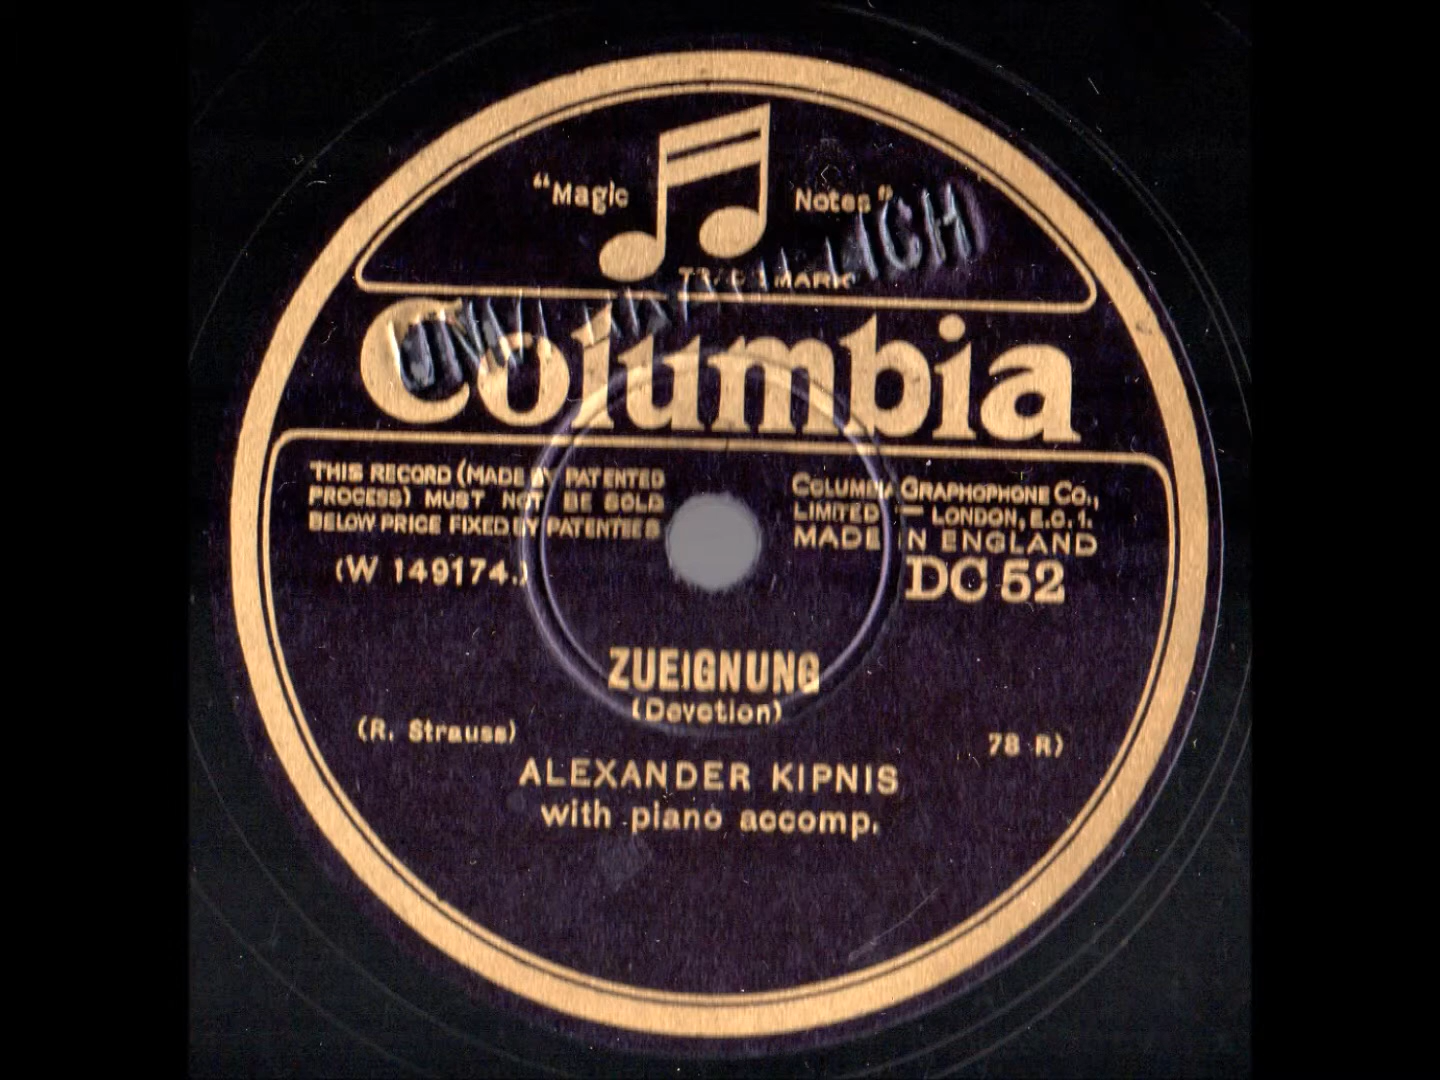 "Magic Notes"
TRADE MARK
Columbia
THIS RECORD (MADE BY PATENTED
PROCESS) MUST NOT BE SOLD
BELOW PRICE FIXED BY PATENTEES
(W 149174.)
COLUMBIA GRAPHOPHONE CO.,
LIMITED — LONDON, E.C.1.
MADE IN ENGLAND
DC 52
ZUEIGNUNG
(Devotion)
(R. Strauss)
78 R)
ALEXANDER KIPNIS
with piano accomp.